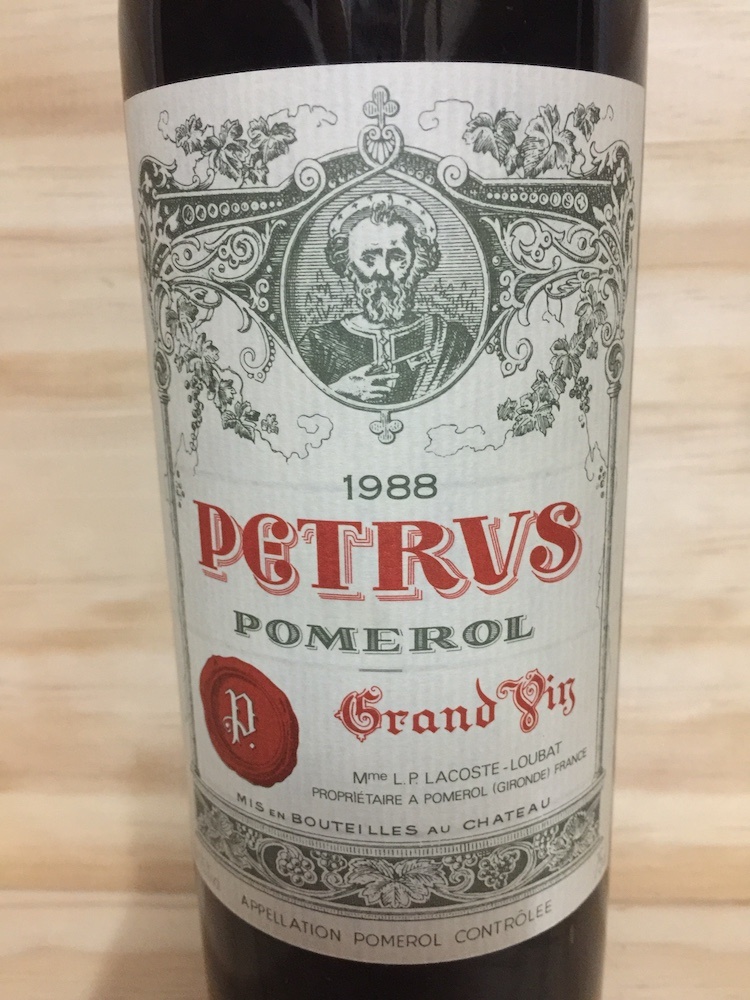 1988
PETRVS
POMEROL
Grand Vin
P.
Mme L.P. LACOSTE-LOUBAT
PROPRIÉTAIRE A POMEROL (GIRONDE) FRANCE
MIS EN BOUTEILLES AU CHATEAU
APPELLATION POMEROL CONTRÔLÉE